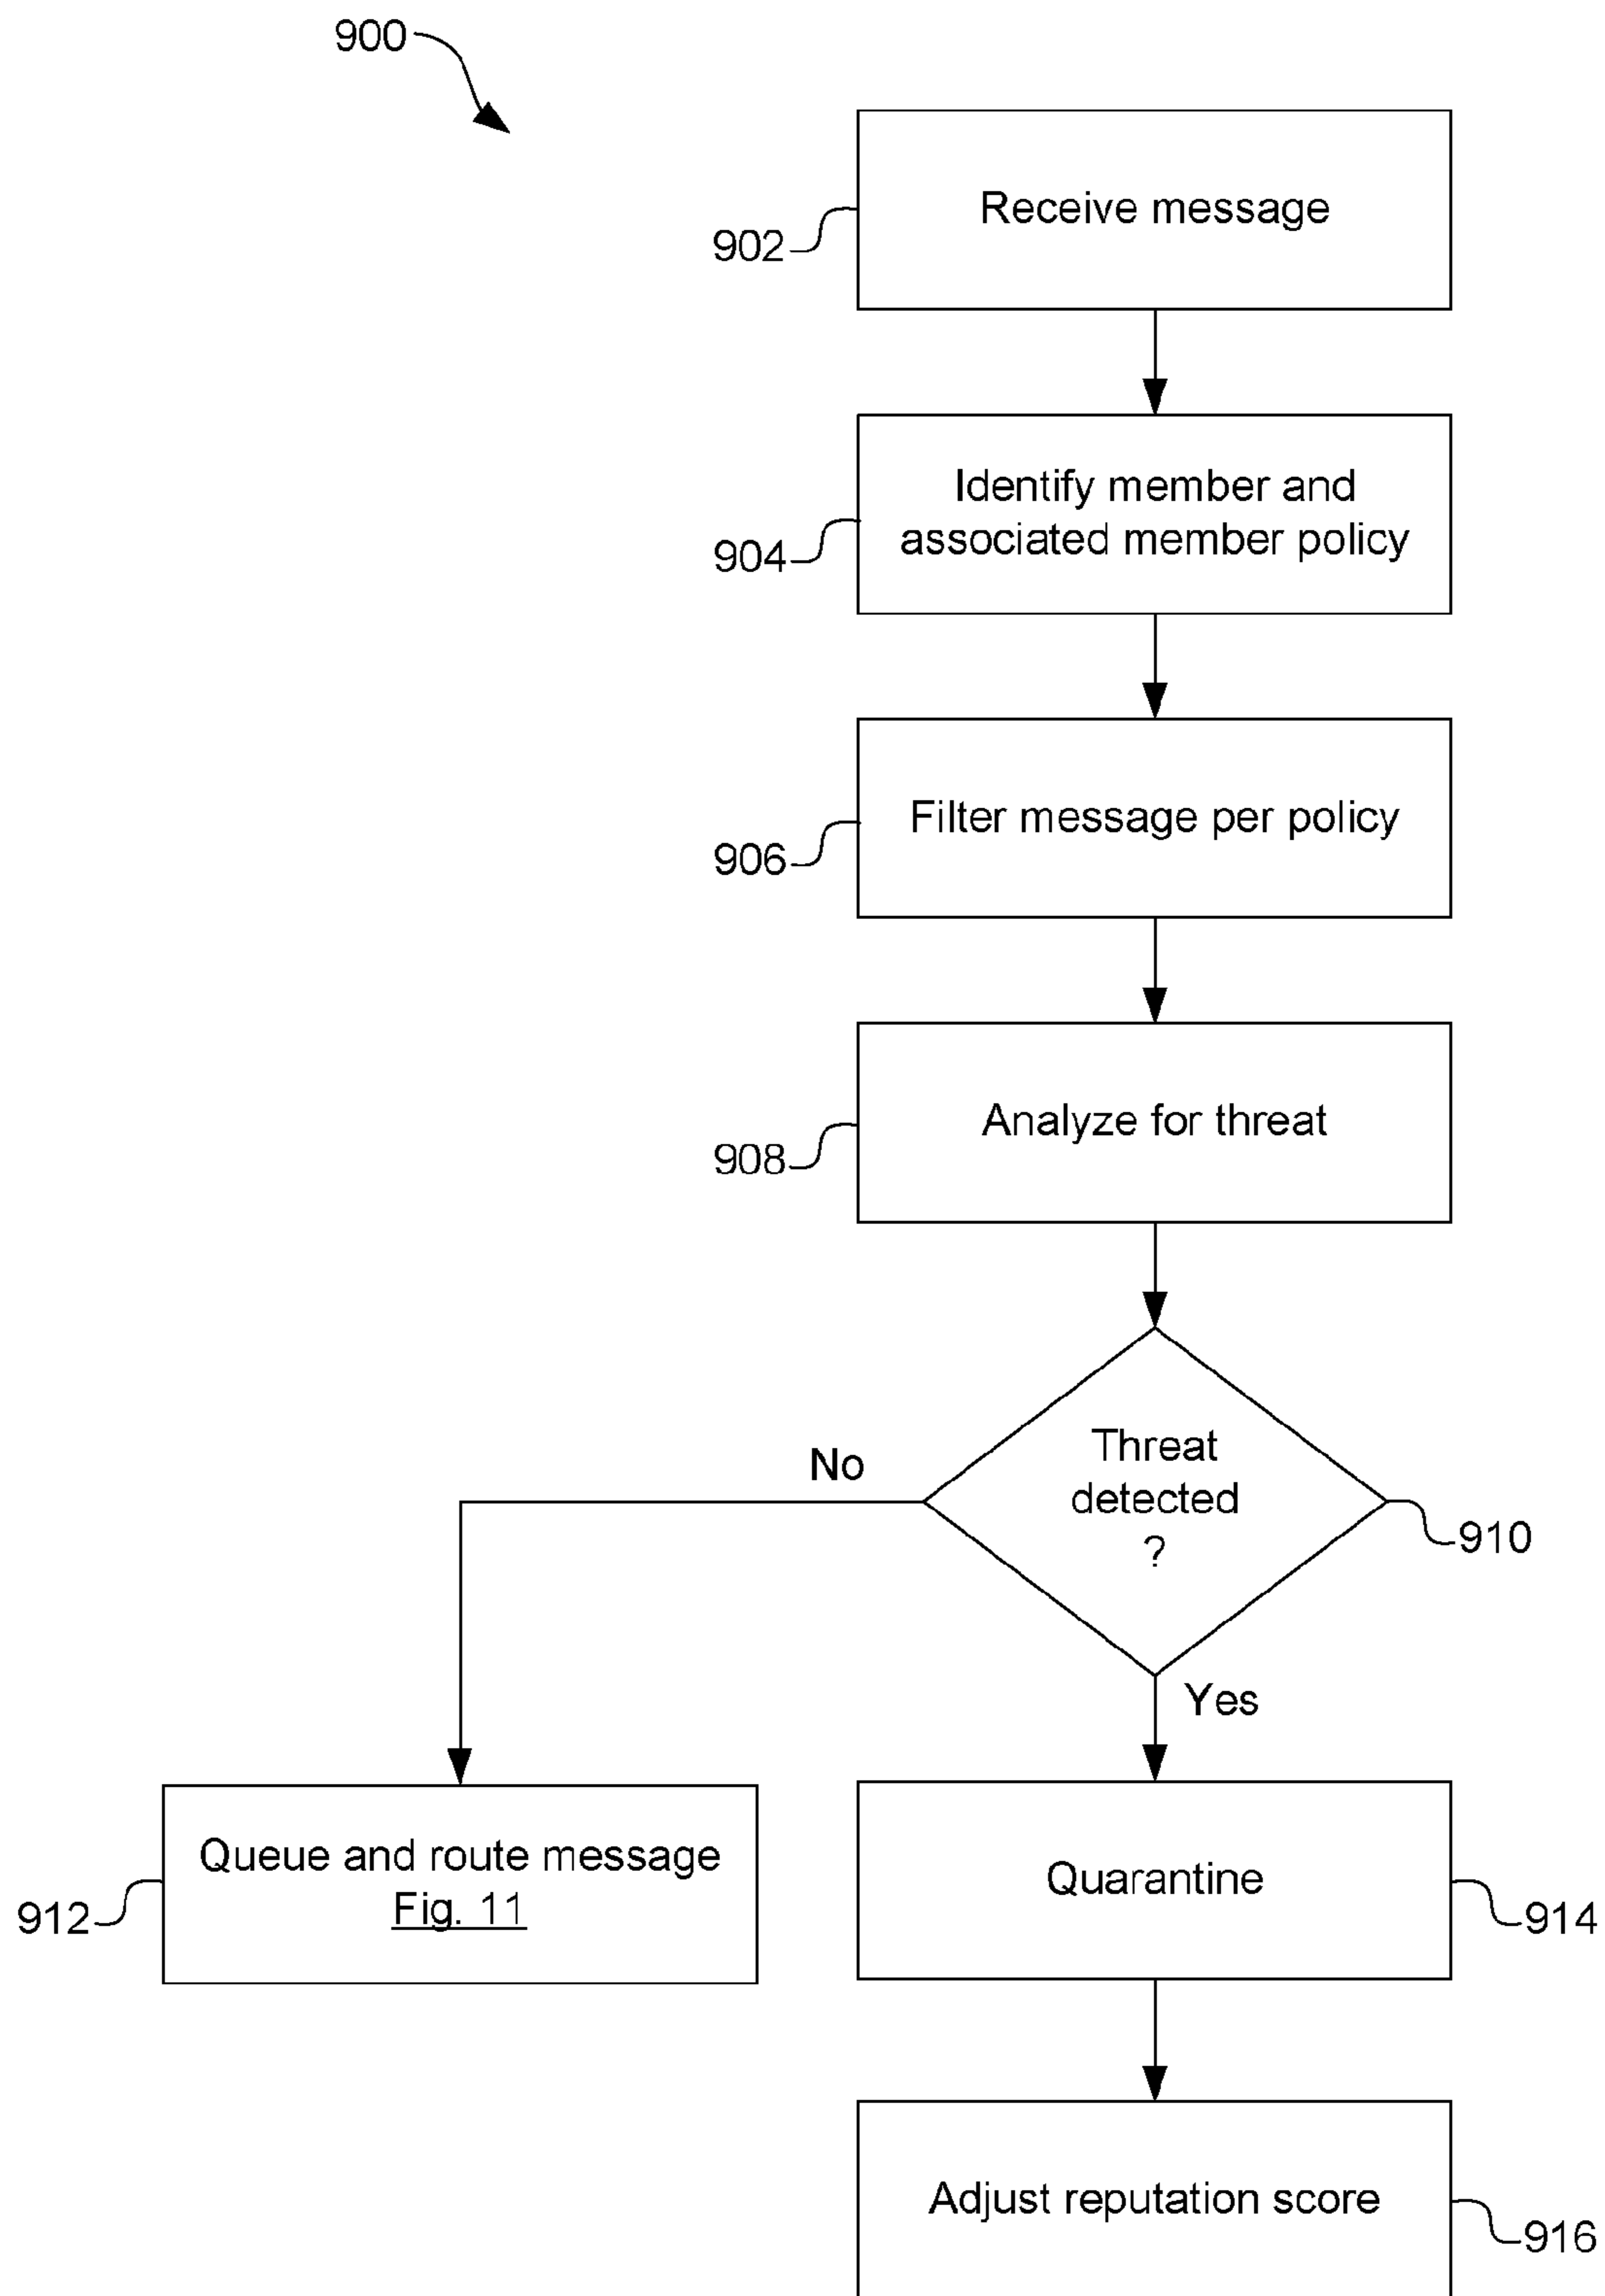 900
Receive message
902
Identify member and
associated member policy
904
Filter message per policy
906
Analyze for threat
908
Threat
detected
?
No
910
Yes
Queue and route message
Fig. 11
912
Quarantine
914
Adjust reputation score
916